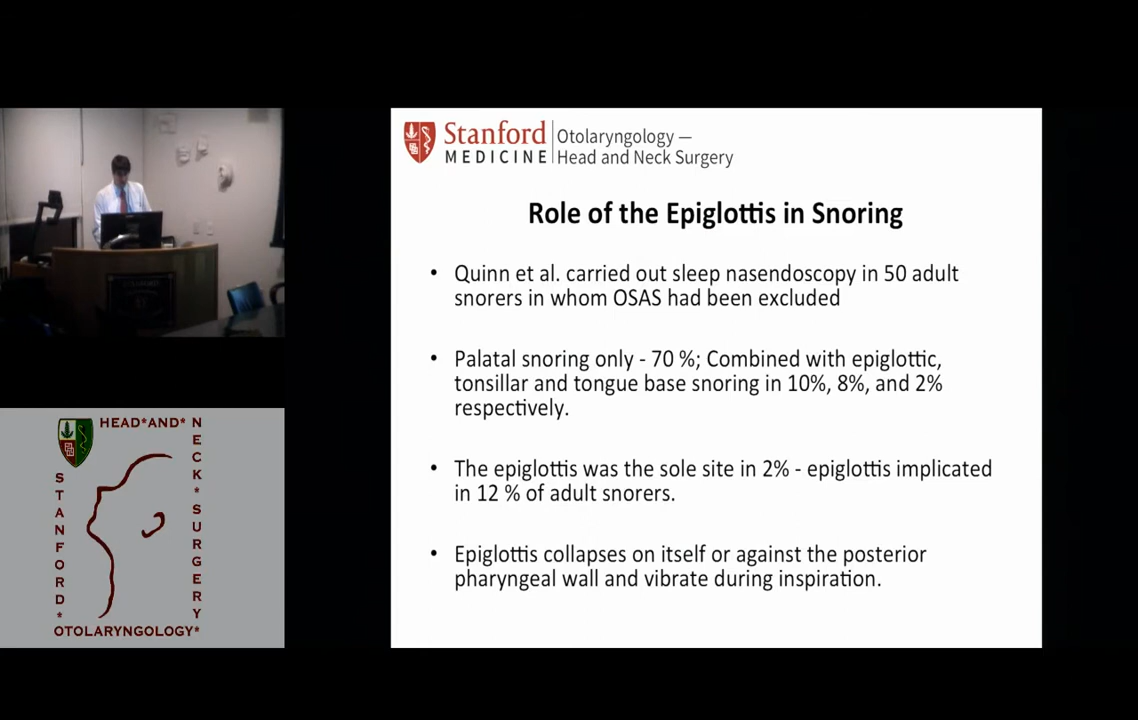 Stanford
MEDICINE
Otolaryngology —
Head and Neck Surgery
Role of the Epiglottis in Snoring
• Quinn et al. carried out sleep nasendoscopy in 50 adult
snorers in whom OSAS had been excluded
• Palatal snoring only - 70 %; Combined with epiglottic,
tonsillar and tongue base snoring in 10%, 8%, and 2%
respectively.
• The epiglottis was the sole site in 2% - epiglottis implicated
in 12 % of adult snorers.
• Epiglottis collapses on itself or against the posterior
pharyngeal wall and vibrate during inspiration.
HEAD*AND*
NECK*SURGERY
STANFORD*
OTOLARYNGOLOGY*